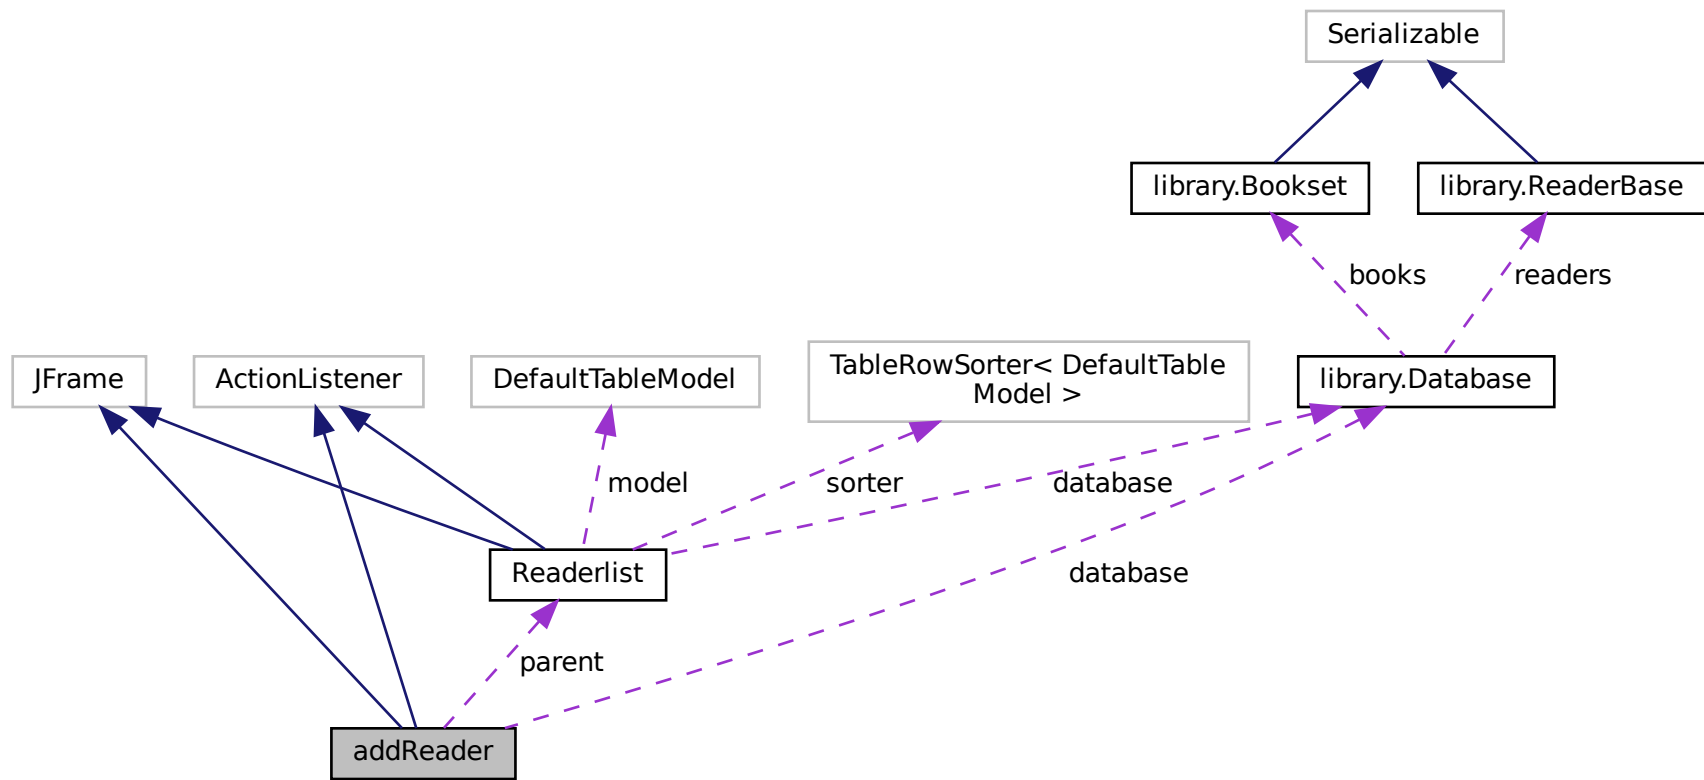 Serializable
library.Bookset
library.ReaderBase
books
readers
JFrame
ActionListener
DefaultTableModel
TableRowSorter< DefaultTable
Model >
library.Database
model
sorter
database
Readerlist
database
parent
addReader